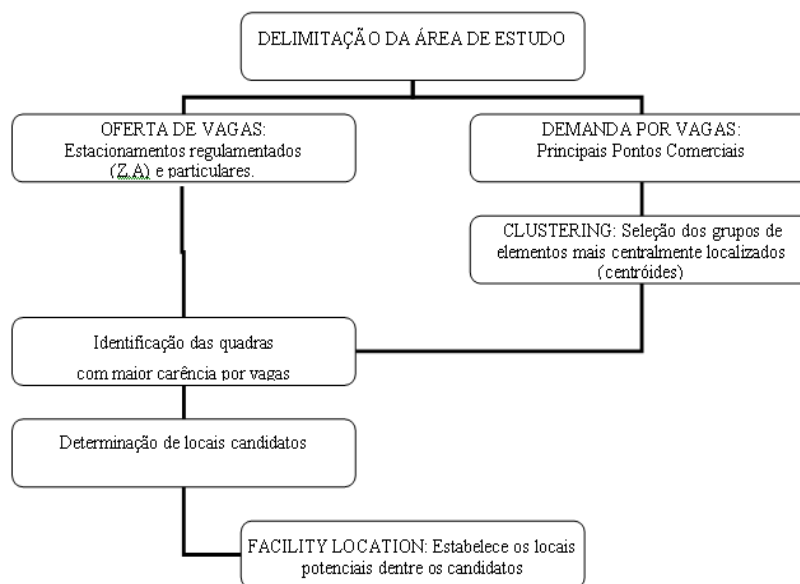 DELIMITAÇÃO DA ÁREA DE ESTUDO
OFERTA DE VAGAS:
Estacionamentos regulamentados
(Z.A) e particulares.
DEMANDA POR VAGAS:
Principais Pontos Comerciais
CLUSTERING: Seleção dos grupos de
elementos mais centralmente localizados
(centróides)
Identificação das quadras
com maior carência por vagas
Determinação de locais candidatos
FACILITY LOCATION: Estabelece os locais
potenciais dentre os candidatos